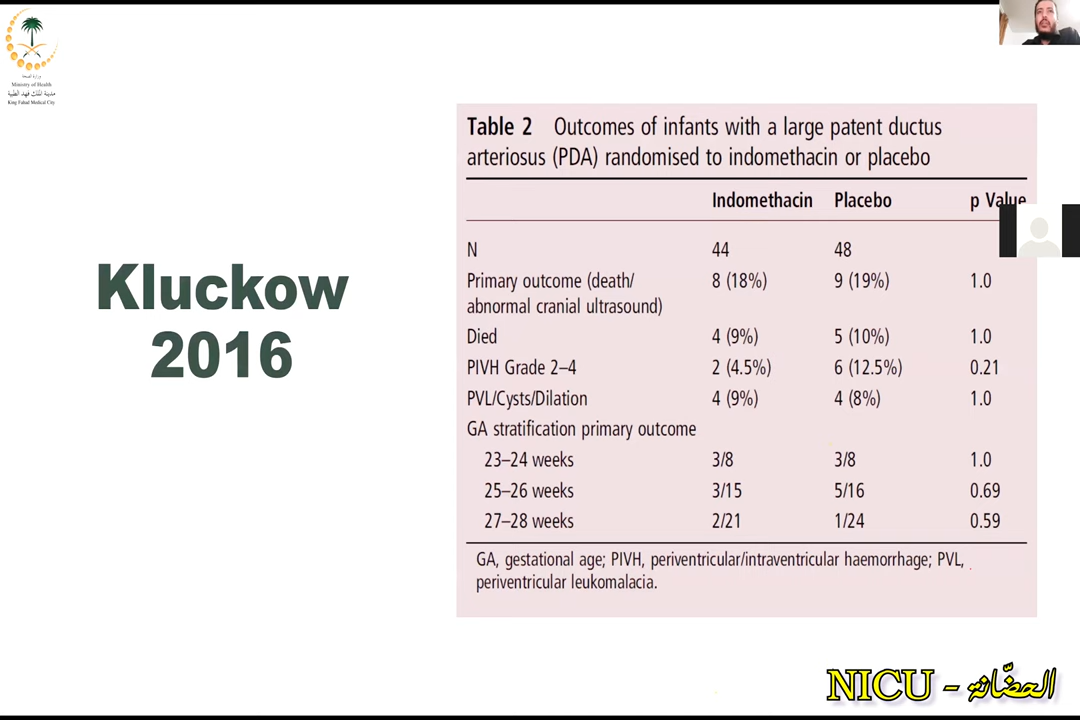 وزارة الصحة
Ministry of Health
مدينة الملك فهد الطبية
King Fahad Medical City
Kluckow
2016
Table 2 Outcomes of infants with a large patent ductus
arteriosus (PDA) randomised to indomethacin or placebo
Indomethacin Placebo p Value
N 44 48
Primary outcome (death/ 8 (18%) 9 (19%) 1.0
abnormal cranial ultrasound)
Died 4 (9%) 5 (10%) 1.0
PIVH Grade 2–4 2 (4.5%) 6 (12.5%) 0.21
PVL/Cysts/Dilation 4 (9%) 4 (8%) 1.0
GA stratification primary outcome
23–24 weeks 3/8 3/8 1.0
25–26 weeks 3/15 5/16 0.69
27–28 weeks 2/21 1/24 0.59
GA, gestational age; PIVH, periventricular/intraventricular haemorrhage; PVL,
periventricular leukomalacia.
NICU - الحضّانة